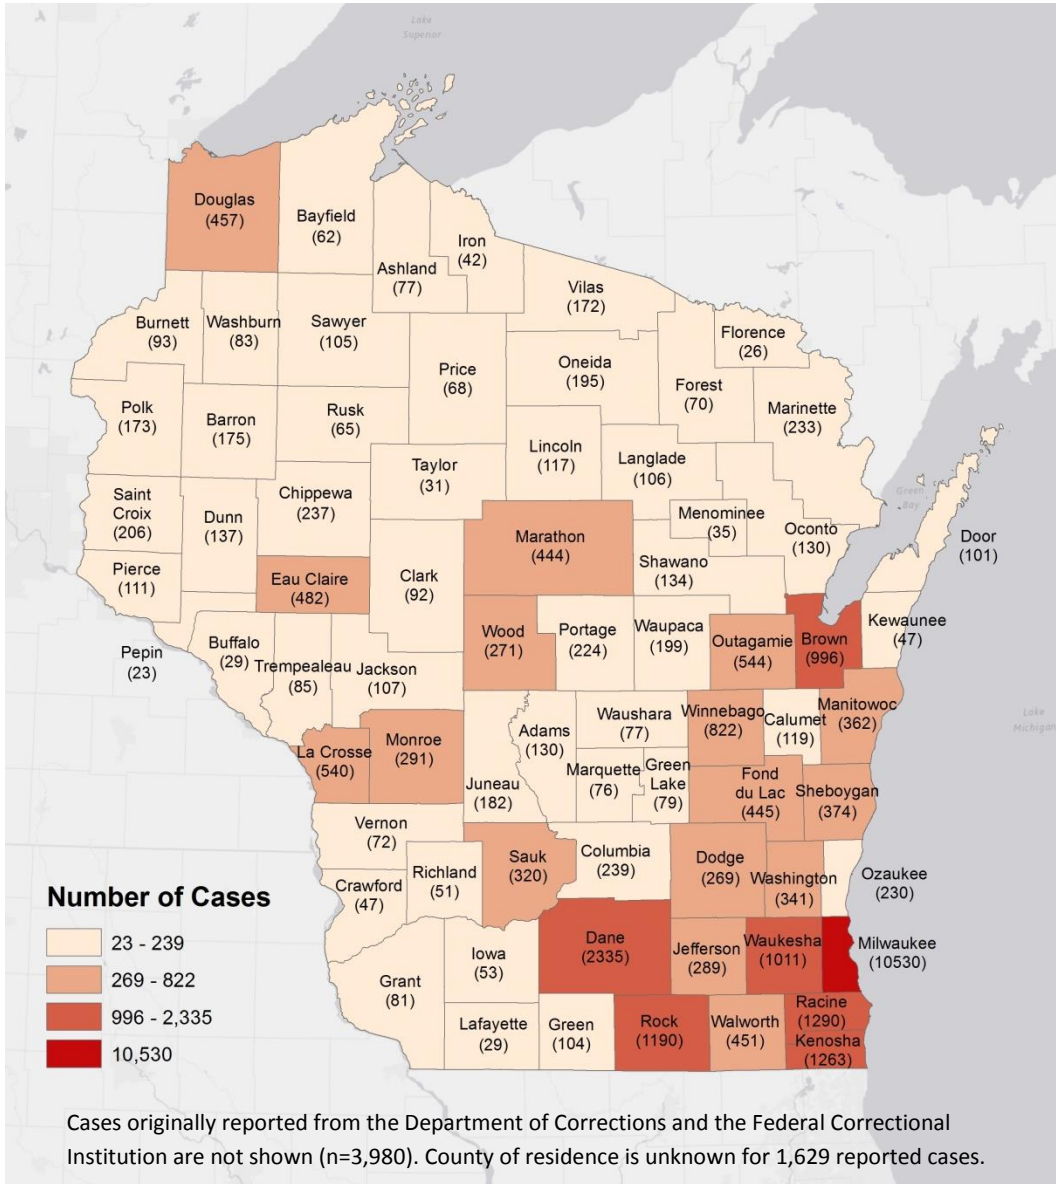 Lake
Superior
Douglas
(457)
Bayfield
(62)
Iron
(42)
Ashland
(77)
Vilas
(172)
Burnett
(93)
Washburn
(83)
Sawyer
(105)
Florence
(26)
Price
(68)
Oneida
(195)
Forest
(70)
Polk
(173)
Barron
(175)
Rusk
(65)
Marinette
(233)
Lincoln
(117)
Langlade
(106)
Taylor
(31)
Saint
Croix
(206)
Dunn
(137)
Chippewa
(237)
Green
Bay
Menominee
(35)
Oconto
(130)
Door
(101)
Marathon
(444)
Shawano
(134)
Pierce
(111)
Eau Claire
(482)
Clark
(92)
Wood
(271)
Portage
(224)
Waupaca
(199)
Outagamie
(544)
Brown
(996)
Kewaunee
(47)
Pepin
(23)
Buffalo
(29)
Trempealeau
(85)
Jackson
(107)
Waushara
(77)
Winnebago
(822)
Calumet
(119)
Manitowoc
(362)
Lake
Michigan
La Crosse
(540)
Monroe
(291)
Adams
(130)
Juneau
(182)
Marquette
(76)
Green
Lake
(79)
Fond
du Lac
(445)
Sheboygan
(374)
Vernon
(72)
Richland
(51)
Sauk
(320)
Columbia
(239)
Dodge
(269)
Washington
(341)
Ozaukee
(230)
Crawford
(47)
Dane
(2335)
Jefferson
(289)
Waukesha
(1011)
Milwaukee
(10530)
Iowa
(53)
Grant
(81)
Lafayette
(29)
Green
(104)
Rock
(1190)
Walworth
(451)
Racine
(1290)
Kenosha
(1263)
Number of Cases
23 - 239
269 - 822
996 - 2,335
10,530
Cases originally reported from the Department of Corrections and the Federal Correctional
Institution are not shown (n=3,980). County of residence is unknown for 1,629 reported cases.